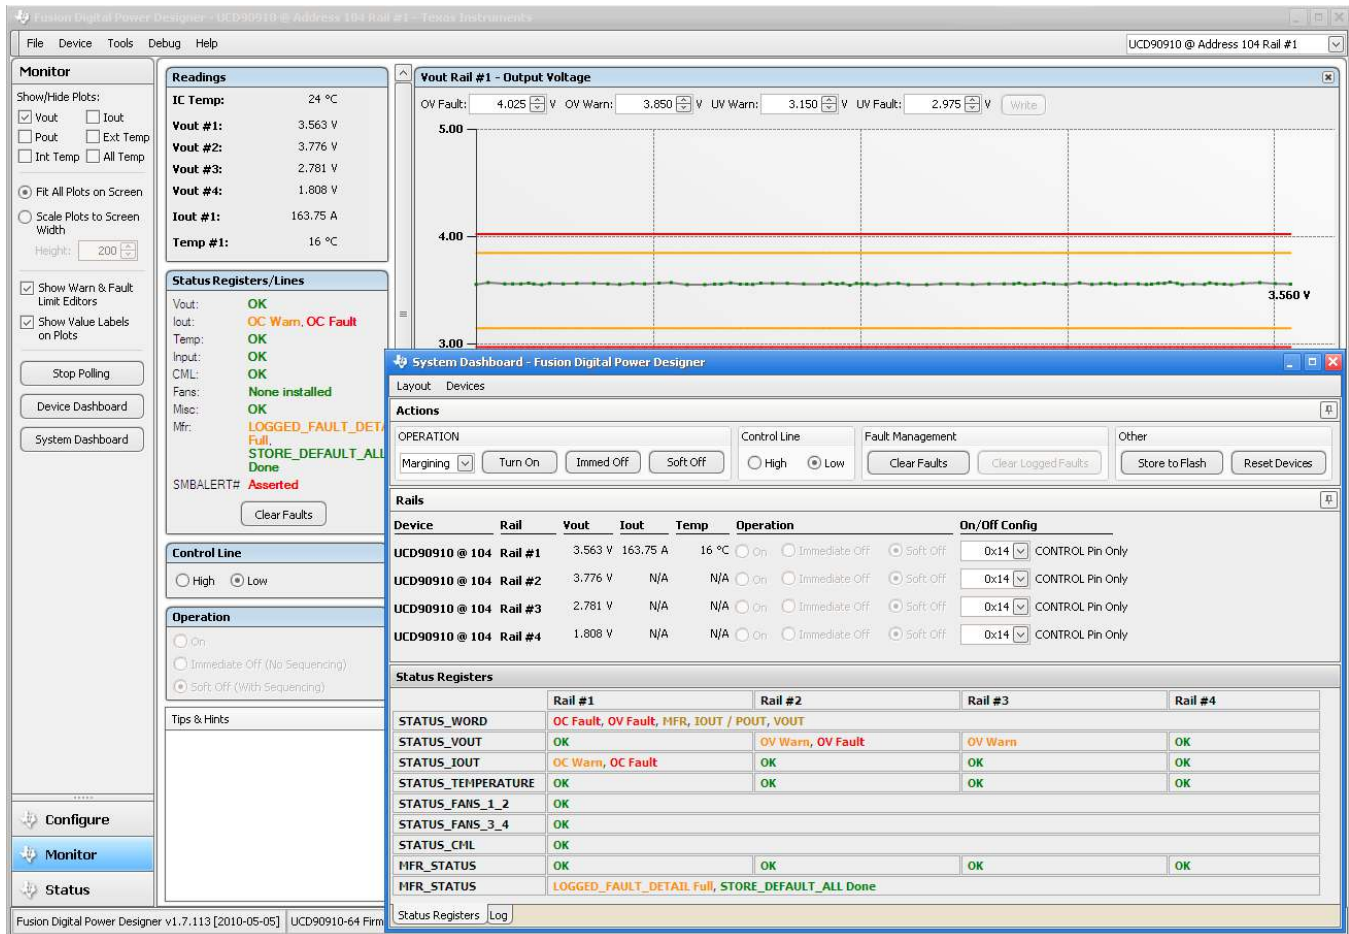 Fusion Digital Power Designer - UCD90910 @ Address 104 Rail #1 - Texas Instruments
File Device Tools Debug Help
UCD90910 @ Address 104 Rail #1
Monitor
Show/Hide Plots:
Vout Iout
Pout Ext Temp
Int Temp All Temp
Fit All Plots on Screen
Scale Plots to Screen
Width
Height: 200
Show Warn & Fault
Limit Editors
Show Value Labels
on Plots
Stop Polling
Device Dashboard
System Dashboard
Configure
Monitor
Status
Readings
IC Temp: 24 °C
Vout #1: 3.563 V
Vout #2: 3.776 V
Vout #3: 2.781 V
Vout #4: 1.808 V
Iout #1: 163.75 A
Temp #1: 16 °C
Status Registers/Lines
Vout: OK
Iout: OC Warn, OC Fault
Temp: OK
Input: OK
CML: OK
Fans: None installed
Misc: OK
Mfr: LOGGED_FAULT_DETA
Full,
STORE_DEFAULT_ALL
Done
SMBALERT# Asserted
Clear Faults
Control Line
High Low
Operation
On
Immediate Off (No Sequencing)
Soft Off (With Sequencing)
Tips & Hints
Vout Rail #1 - Output Voltage
OV Fault: 4.025 V OV Warn: 3.850 V UV Warn: 3.150 V UV Fault: 2.975 V Write
5.00
4.00
3.560 V
3.00
System Dashboard - Fusion Digital Power Designer
Layout Devices
Actions
OPERATION Control Line Fault Management Other
Margining Turn On Immed Off Soft Off High Low Clear Faults Clear Logged Faults Store to Flash Reset Devices
Rails
Device Rail Vout Iout Temp Operation On/Off Config
UCD90910 @ 104 Rail #1 3.563 V 163.75 A 16 °C On Immediate Off Soft Off 0x14 CONTROL Pin Only
UCD90910 @ 104 Rail #2 3.776 V N/A N/A On Immediate Off Soft Off 0x14 CONTROL Pin Only
UCD90910 @ 104 Rail #3 2.781 V N/A N/A On Immediate Off Soft Off 0x14 CONTROL Pin Only
UCD90910 @ 104 Rail #4 1.808 V N/A N/A On Immediate Off Soft Off 0x14 CONTROL Pin Only
Status Registers
Rail #1 Rail #2 Rail #3 Rail #4
STATUS_WORD OC Fault, OV Fault, MFR, IOUT / POUT, VOUT
STATUS_VOUT OK OV Warn, OV Fault OV Warn OK
STATUS_IOUT OC Warn, OC Fault OK OK OK
STATUS_TEMPERATURE OK OK OK OK
STATUS_FANS_1_2 OK
STATUS_FANS_3_4 OK
STATUS_CML OK
MFR_STATUS OK OK OK OK
MFR_STATUS LOGGED_FAULT_DETAIL Full, STORE_DEFAULT_ALL Done
Status Registers Log
Fusion Digital Power Designer v1.7.113 [2010-05-05] UCD90910-64 Firm